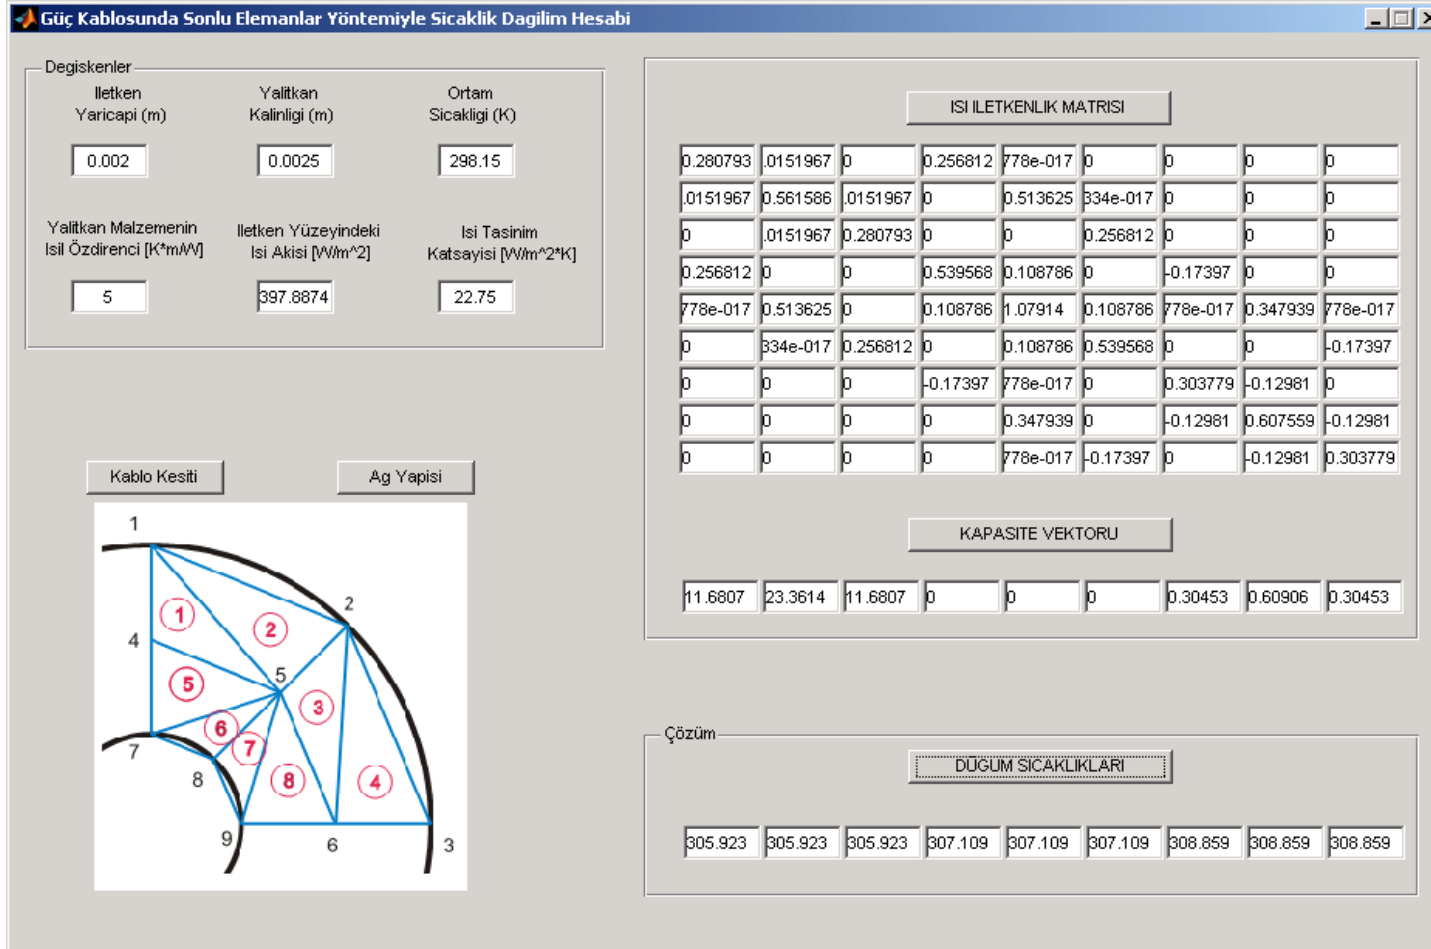 Güç Kablosunda Sonlu Elemanlar Yöntemiyle Sicaklik Dagilim Hesabi
Degiskenler
Iletken
Yaricapi (m)
Yalitkan
Kalinligi (m)
Ortam
Sicakligi (K)
0.002
0.0025
298.15
Yalitkan Malzemenin
Isil Özdirenci [K*m/W]
Iletken Yüzeyindeki
Isi Akisi [W/m^2]
Isi Tasinim
Katsayisi [W/m^2*K]
5
397.8874
22.75
Kablo Kesiti
Ag Yapisi
1
2
1
2
4
5
3
5
6
7
7
8
8
4
9
6
3
ISI ILETKENLIK MATRISI
0.280793 .0151967 0 0.256812 778e-017 0 0 0 0
.0151967 0.561586 .0151967 0 0.513625 334e-017 0 0 0
0 .0151967 0.280793 0 0 0.256812 0 0 0
0.256812 0 0 0.539568 0.108786 0 -0.17397 0 0
778e-017 0.513625 0 0.108786 1.07914 0.108786 778e-017 0.347939 778e-017
0 334e-017 0.256812 0 0.108786 0.539568 0 0 -0.17397
0 0 0 -0.17397 778e-017 0 0.303779 -0.12981 0
0 0 0 0 0.347939 0 -0.12981 0.607559 -0.12981
0 0 0 0 778e-017 -0.17397 0 -0.12981 0.303779
KAPASITE VEKTORU
11.6807 23.3614 11.6807 0 0 0 0.30453 0.60906 0.30453
Çözüm
DÜGUM SICAKLIKLARI
305.923 305.923 305.923 307.109 307.109 307.109 308.859 308.859 308.859